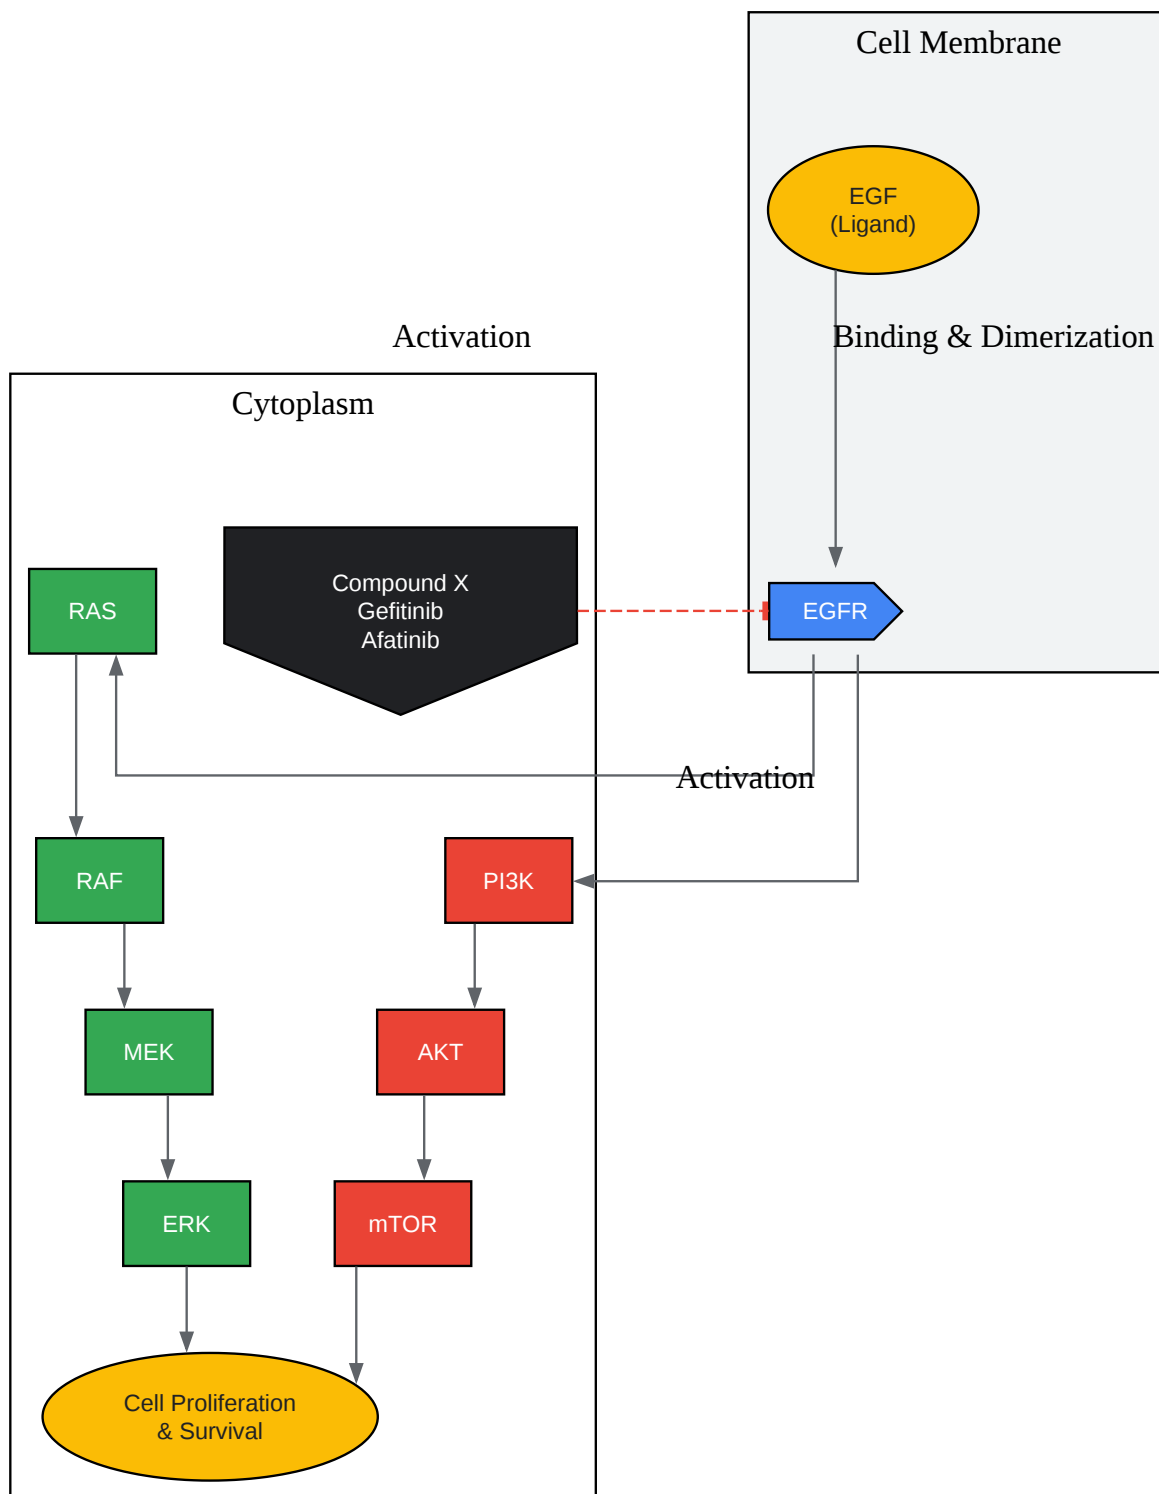 Cell Membrane
EGF
(Ligand)
Activation
Binding & Dimerization
Cytoplasm
Compound X
Gefitinib
Afatinib
RAS
EGFR
Activation
RAF
PI3K
MEK
AKT
ERK
mTOR
Cell Proliferation
& Survival